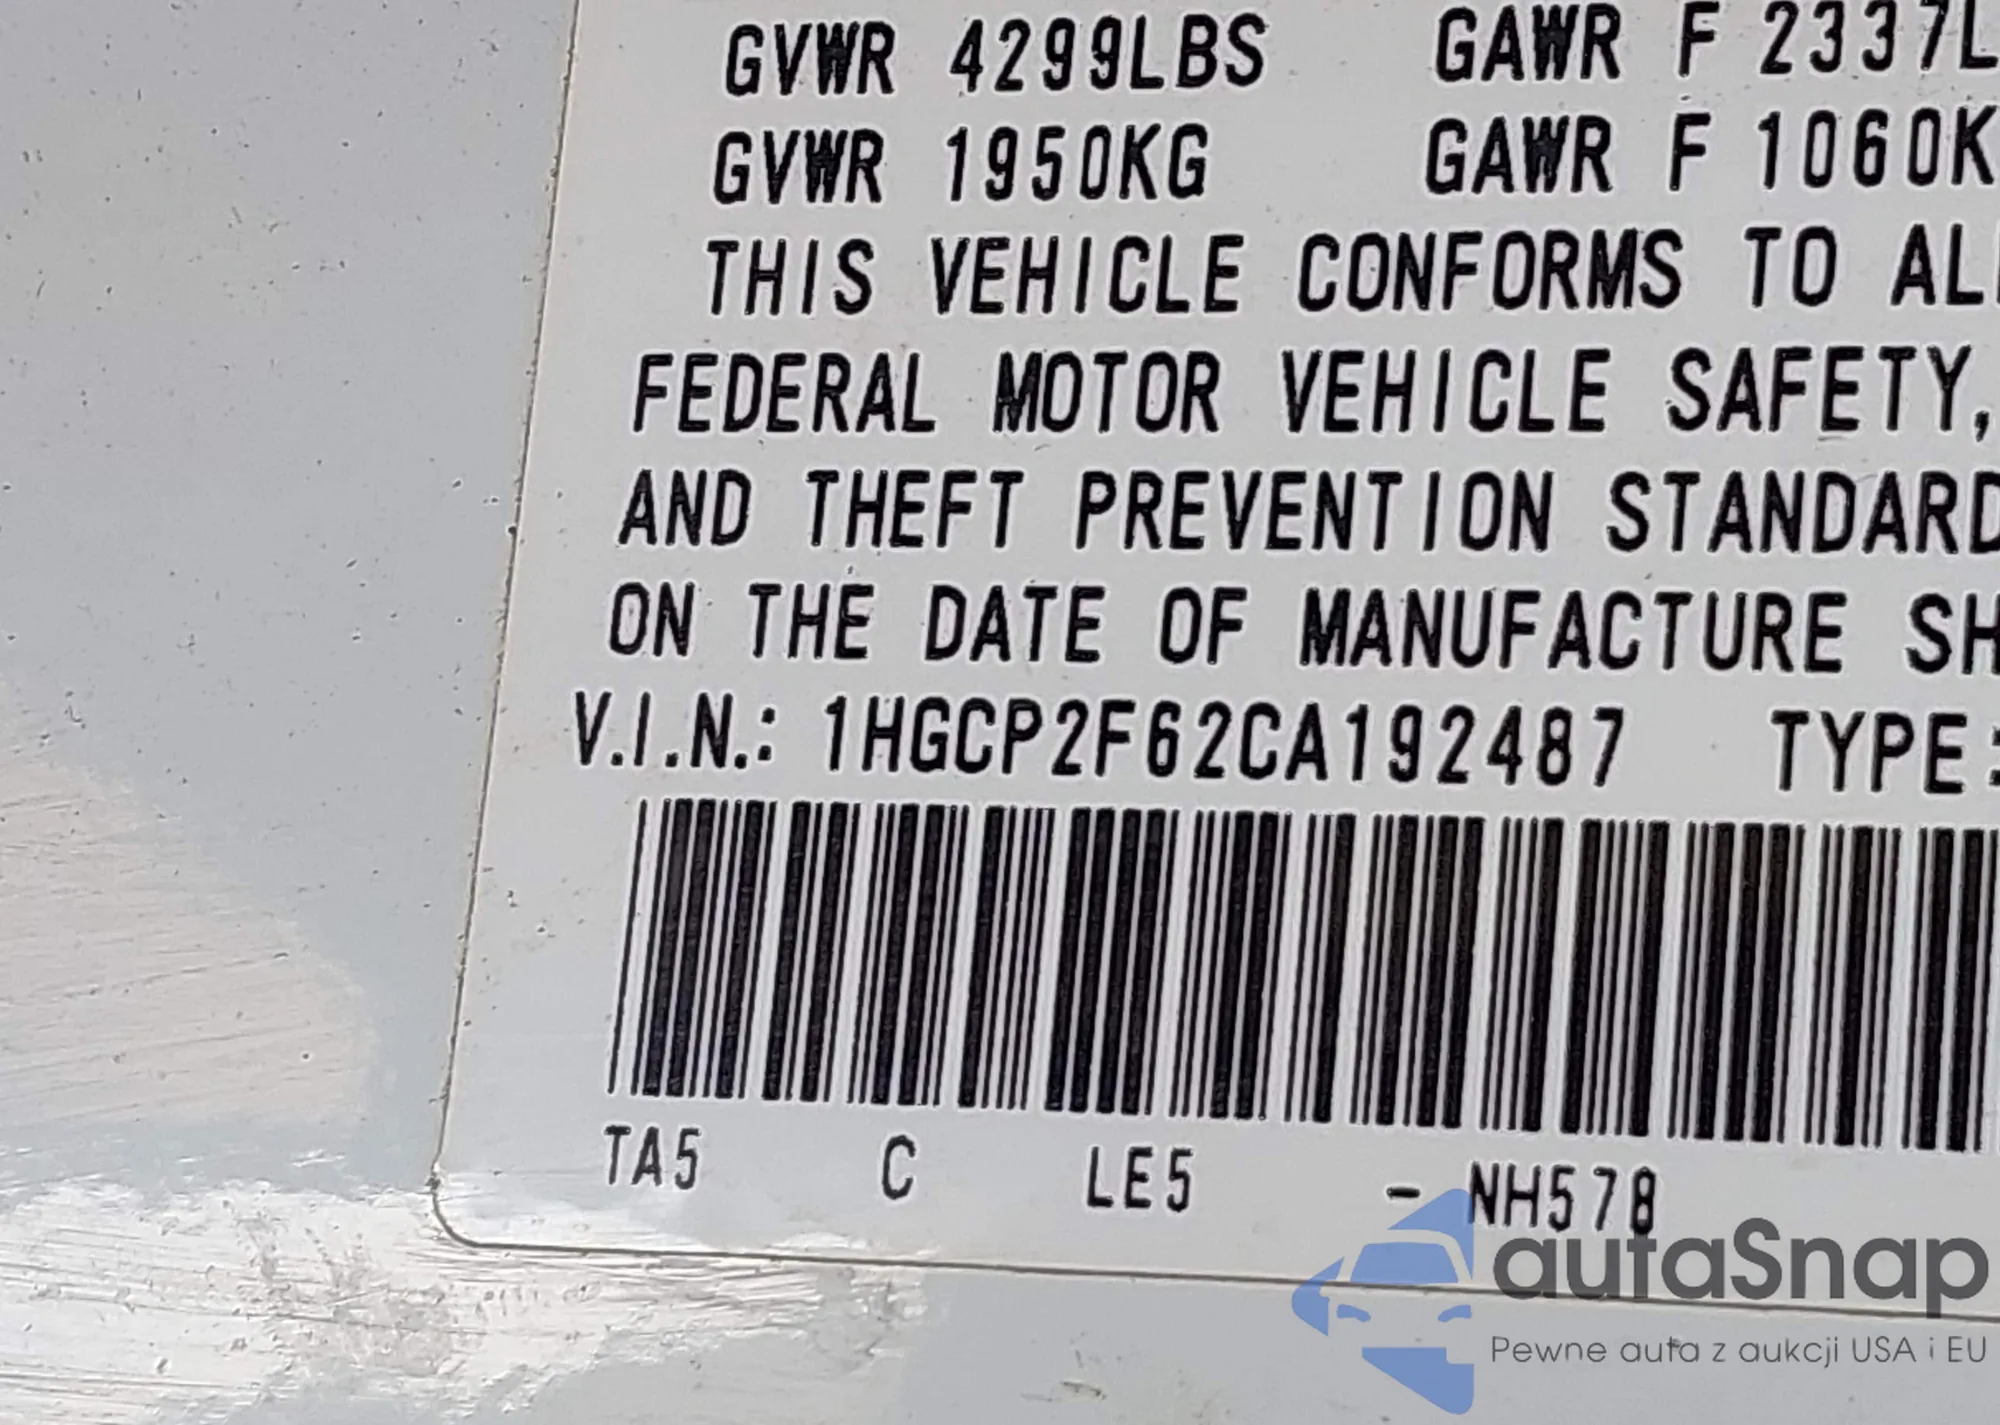 GVWR 4299LBS GAWR F 2337L
GVWR 1950KG GAWR F 1060K
THIS VEHICLE CONFORMS TO AL
FEDERAL MOTOR VEHICLE SAFETY,
AND THEFT PREVENTION STANDARD
ON THE DATE OF MANUFACTURE SH
V.I.N.: 1HGCP2F62CA192487 TYPE:
TA5 C LE5 - NH578
autaSnap
Pewne auta z aukcji USA i EU